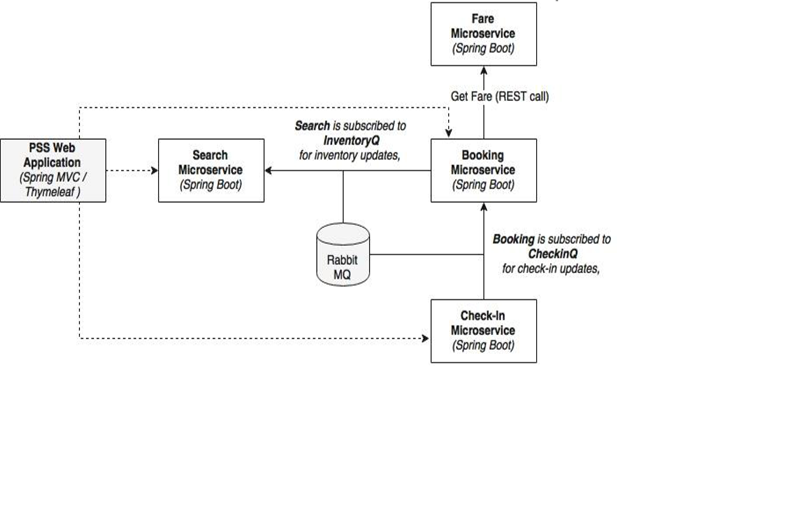 Fare
Microservice
(Spring Boot)
Get Fare (REST call)
Search is subscribed to
InventoryQ
for inventory updates,
PSS Web
Application
(Spring MVC /
Thymeleaf )
Search
Microservice
(Spring Boot)
Booking
Microservice
(Spring Boot)
Rabbit
MQ
Booking is subscribed to
CheckinQ
for check-in updates,
Check-In
Microservice
(Spring Boot)